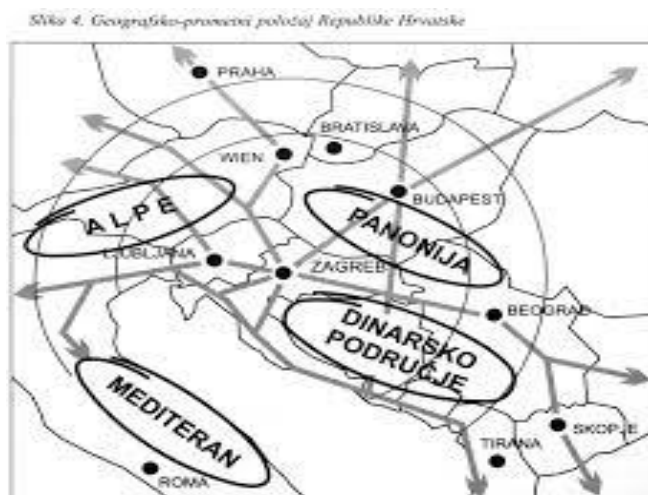 Slika 4. Geografsko-prometni položaj Republike Hrvatske
PRAHA
BRATISLAVA
WIEN
BUDAPEST
ALPE
PANONIJA
LJUBLJANA
ZAGREB
BEOGRAD
DINARSKO
PODRUČJE
MEDITERAN
SKOPJE
TIRANA
ROMA